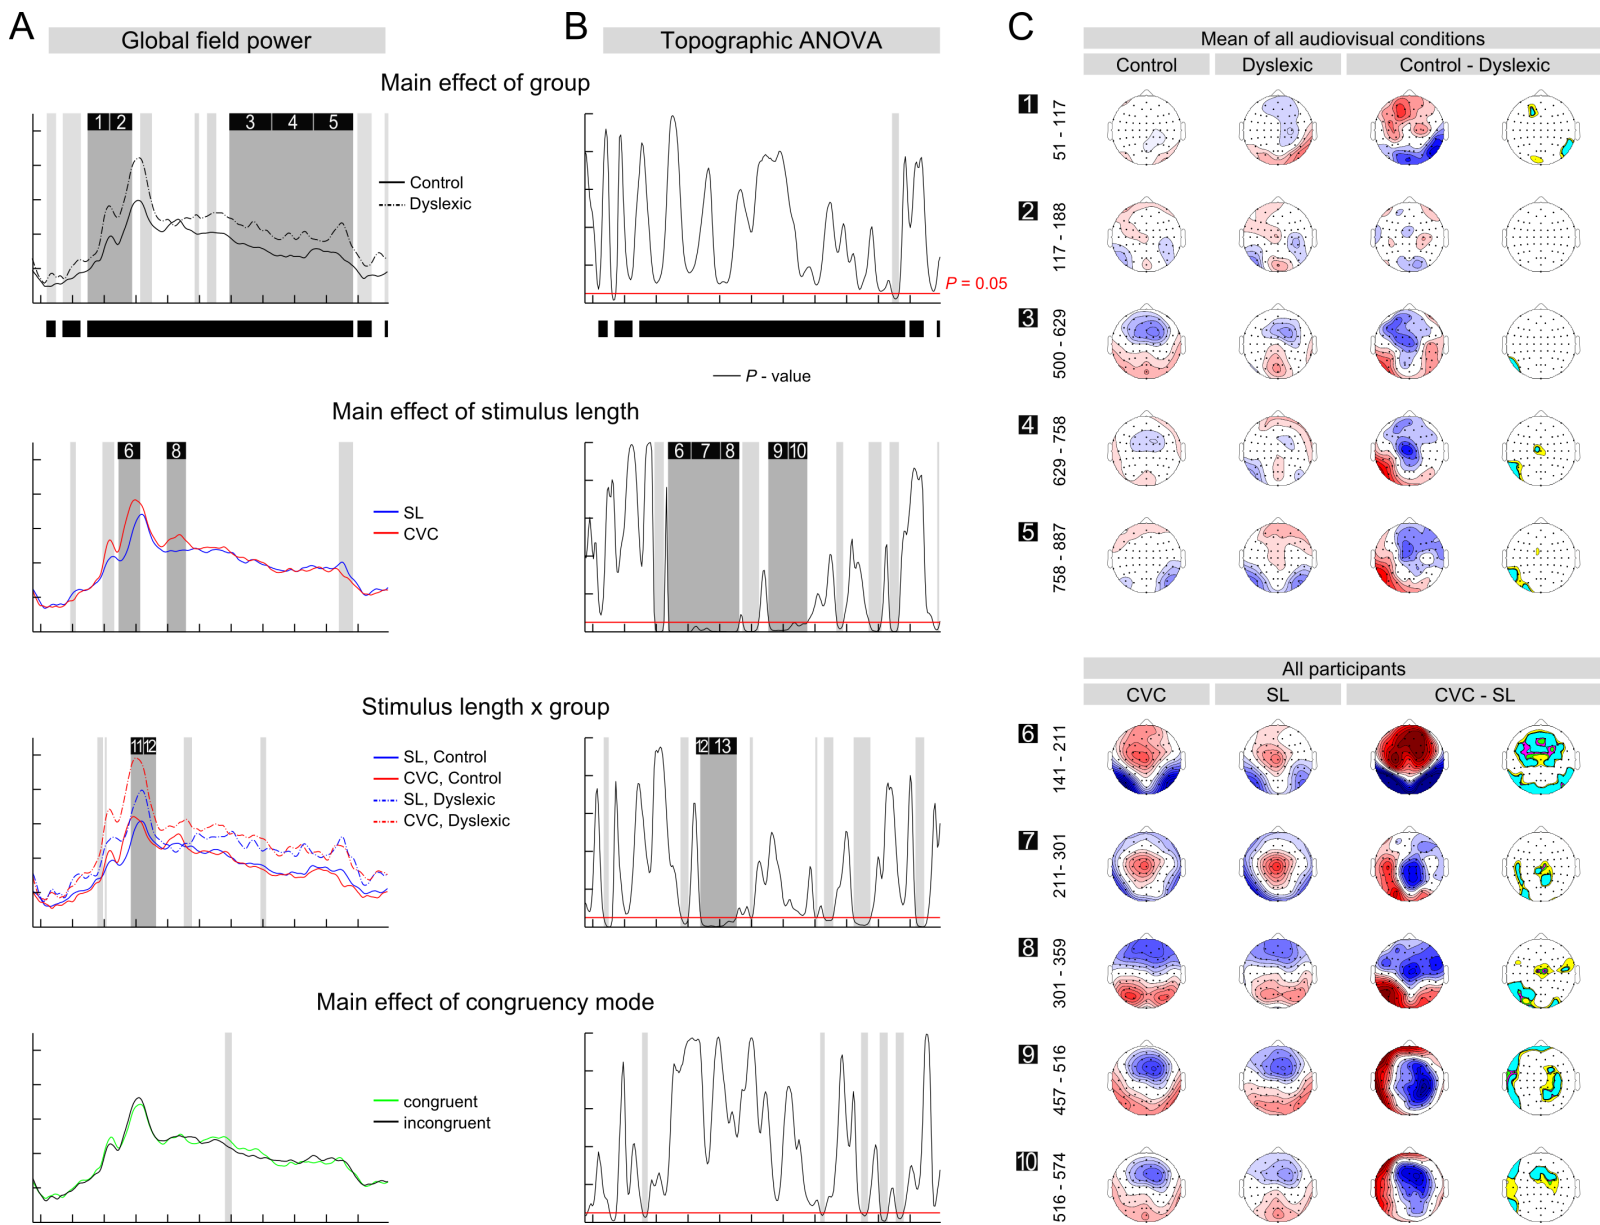 A
Global field power
B
Topographic ANOVA
C
Mean of all audiovisual conditions
Control
Dyslexic
Control - Dyslexic
Main effect of group
1 2
3 4 5
Control
Dyslexic
P = 0.05
P - value
1
51 - 117
2
117 - 188
3
500 - 629
4
629 - 758
5
758 - 887
Main effect of stimulus length
6
8
SL
CVC
6 7 8
9 10
Stimulus length x group
11 12
SL, Control
CVC, Control
SL, Dyslexic
CVC, Dyslexic
12 13
Main effect of congruency mode
congruent
incongruent
All participants
CVC
SL
CVC - SL
6
141 - 211
7
211 - 301
8
301 - 359
9
457 - 516
10
516 - 574